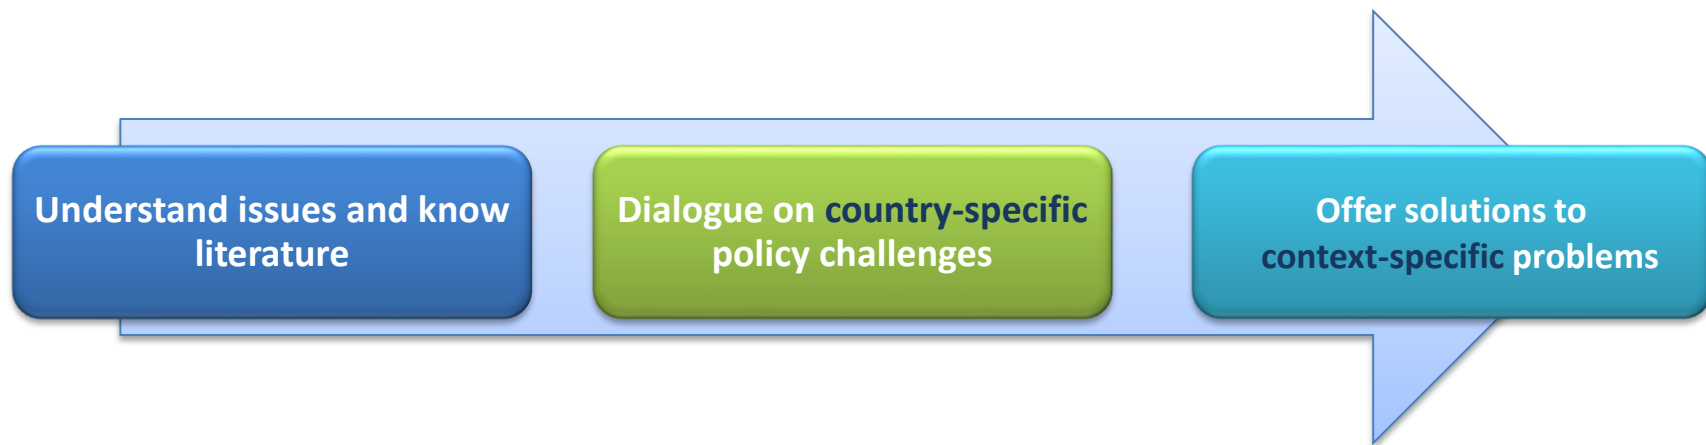 Understand issues and know
literature
Dialogue on country-specific
policy challenges
Offer solutions to
context-specific problems